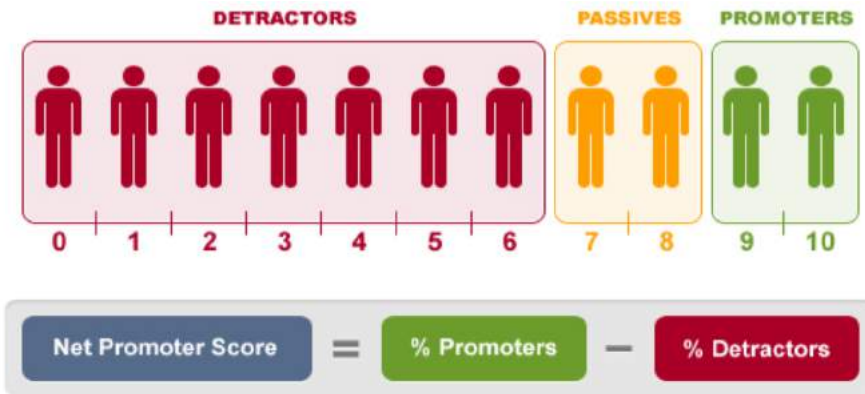 DETRACTORS PASSIVES PROMOTERS
0 1 2 3 4 5 6 7 8 9 10
Net Promoter Score = % Promoters — % Detractors